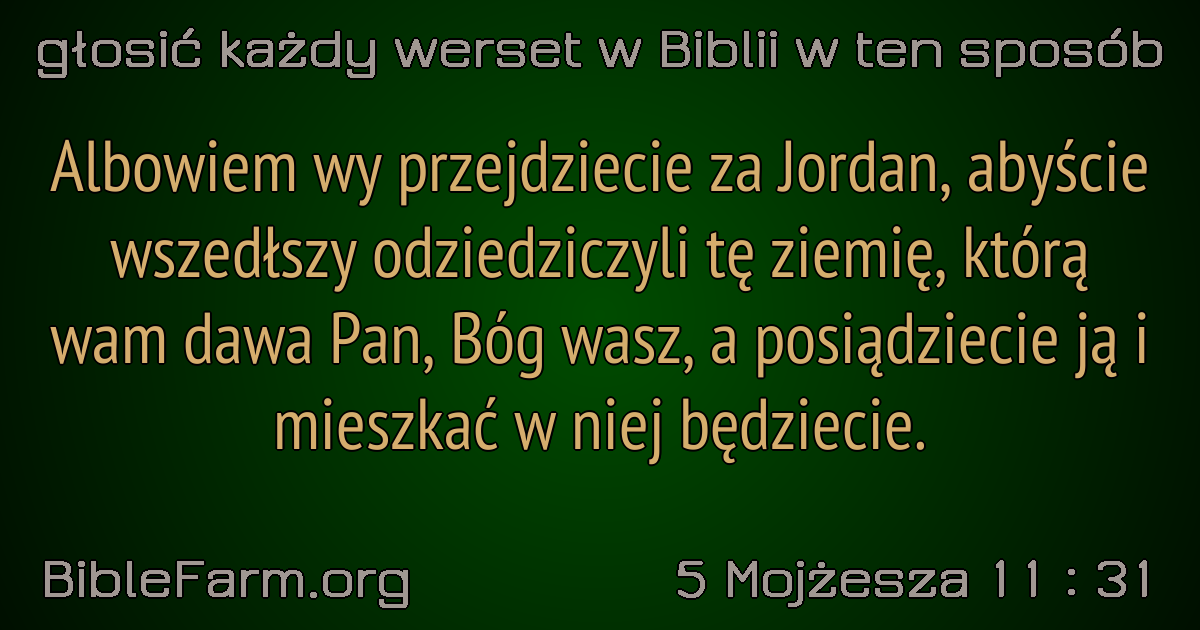 głosić każdy werset w Biblii w ten sposób
Albowiem wy przejdziecie za Jordan, abyście
wszedłszy odziedziczyli tę ziemię, którą
wam dawa Pan, Bóg wasz, a posiądziecie ją i
mieszkać w niej będziecie.
BibleFarm.org
5 Mojżesza 11 : 31